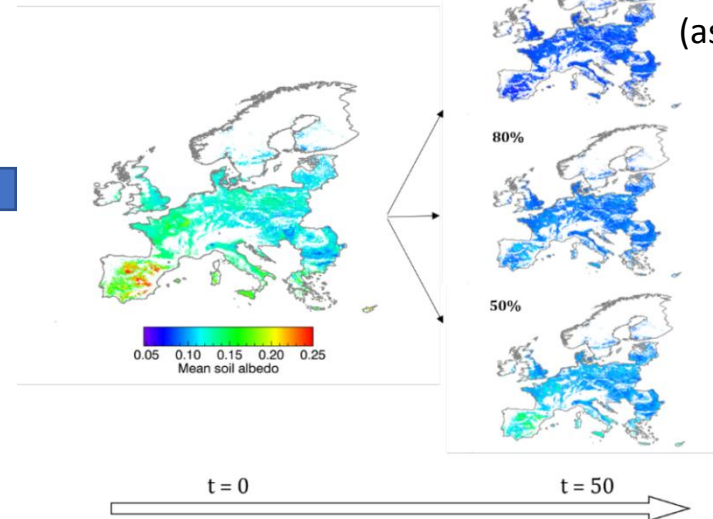 (as
80%
50%
0.05 0.10 0.15 0.20 0.25
Mean soil albedo
t = 0 t = 50